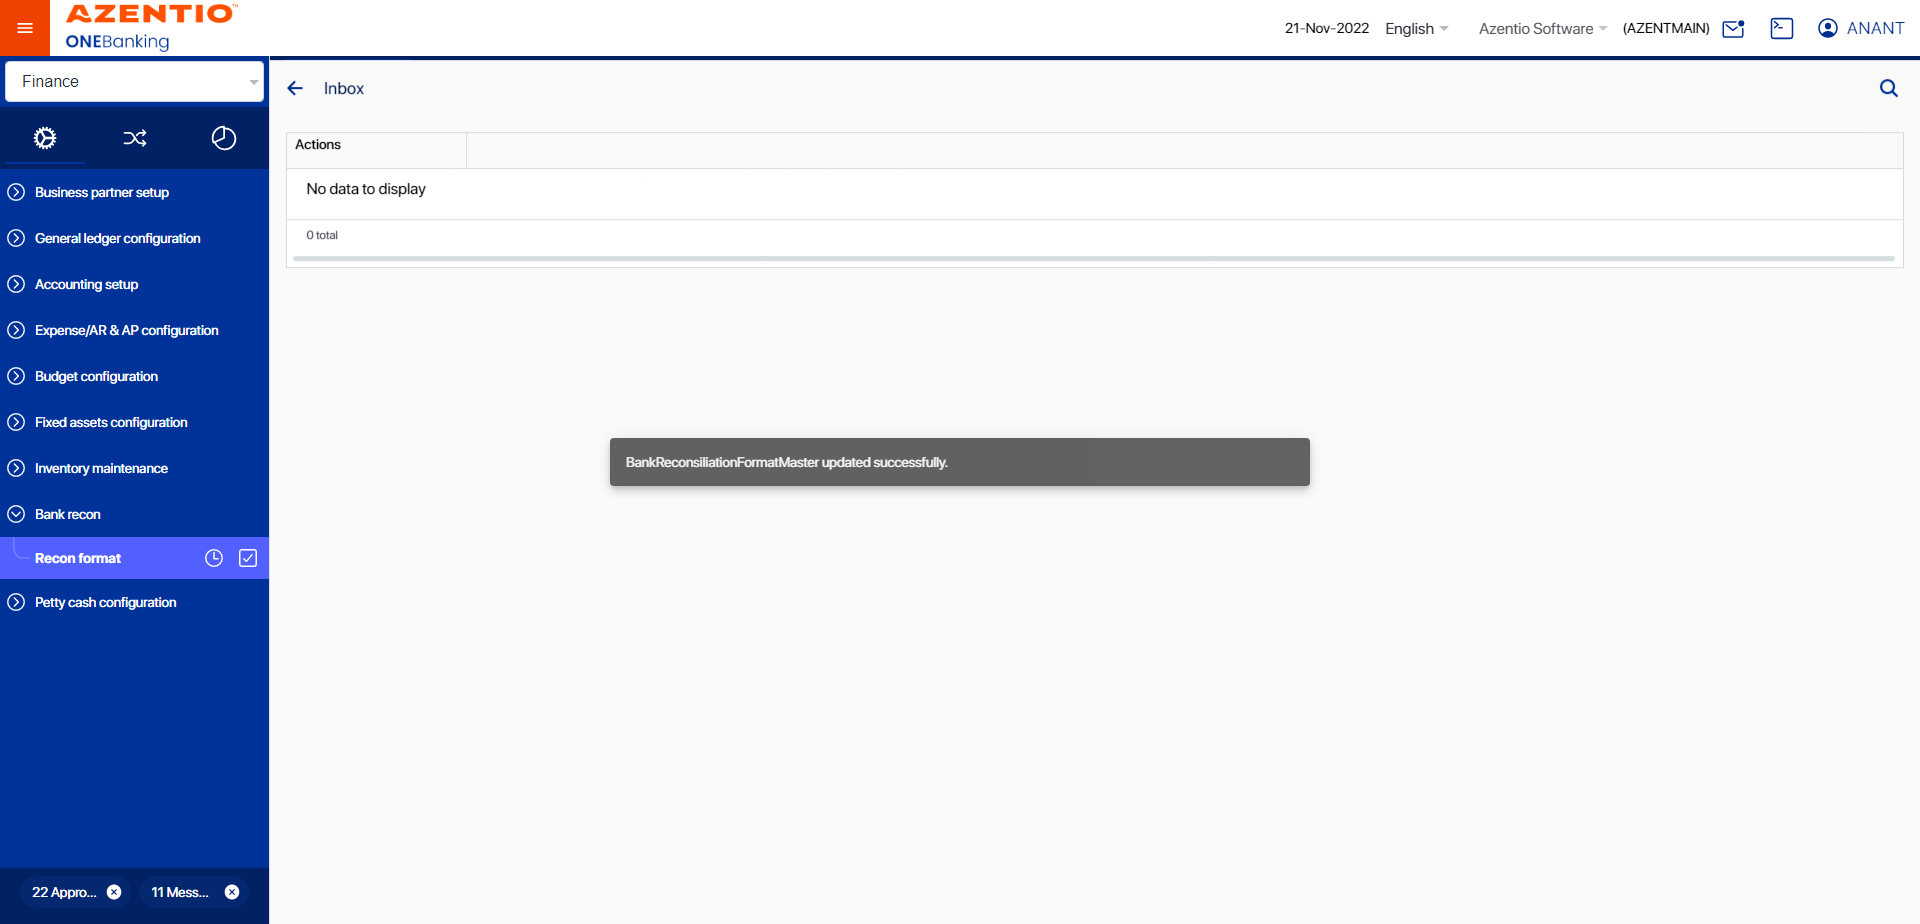 AZENTIO™
ONEBanking
21-Nov-2022 English Azentio Software (AZENTMAIN) ANANT
Finance
Inbox
Business partner setup
General ledger configuration
Accounting setup
Expense/AR & AP configuration
Budget configuration
Fixed assets configuration
Inventory maintenance
Bank recon
Recon format
Petty cash configuration
22 Appro...
11 Mess...
Actions
No data to display
0 total
BankReconsiliationFormatMaster updated successfully.